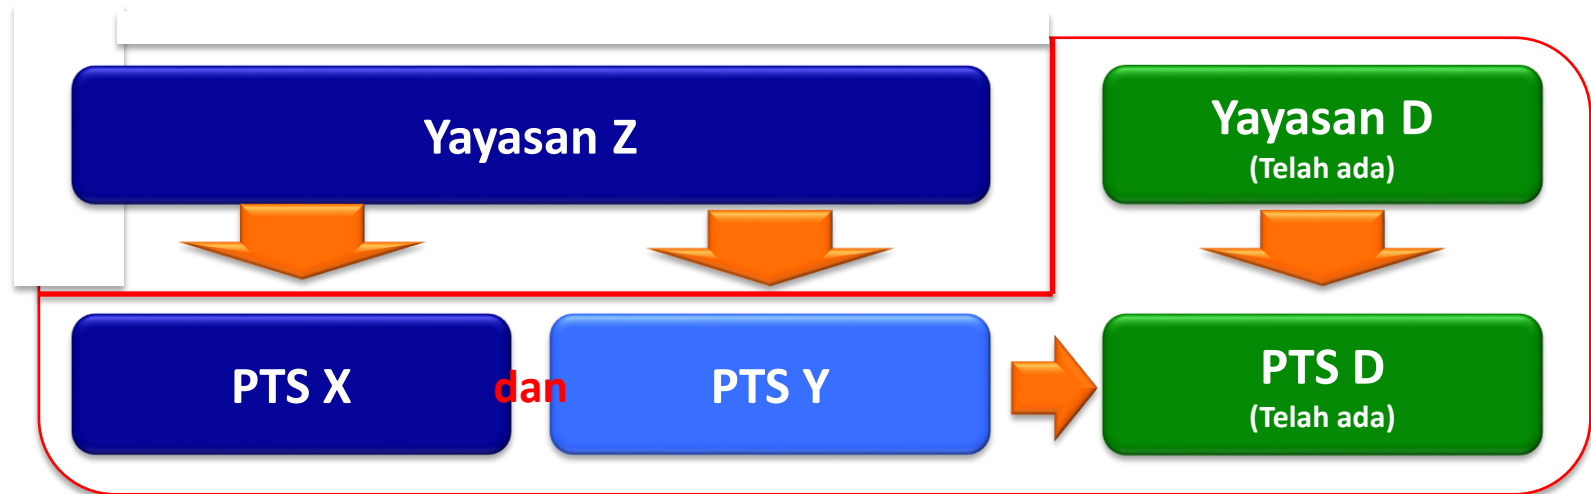 Yayasan Z
Yayasan D
(Telah ada)
PTS X
dan
PTS Y
PTS D
(Telah ada)